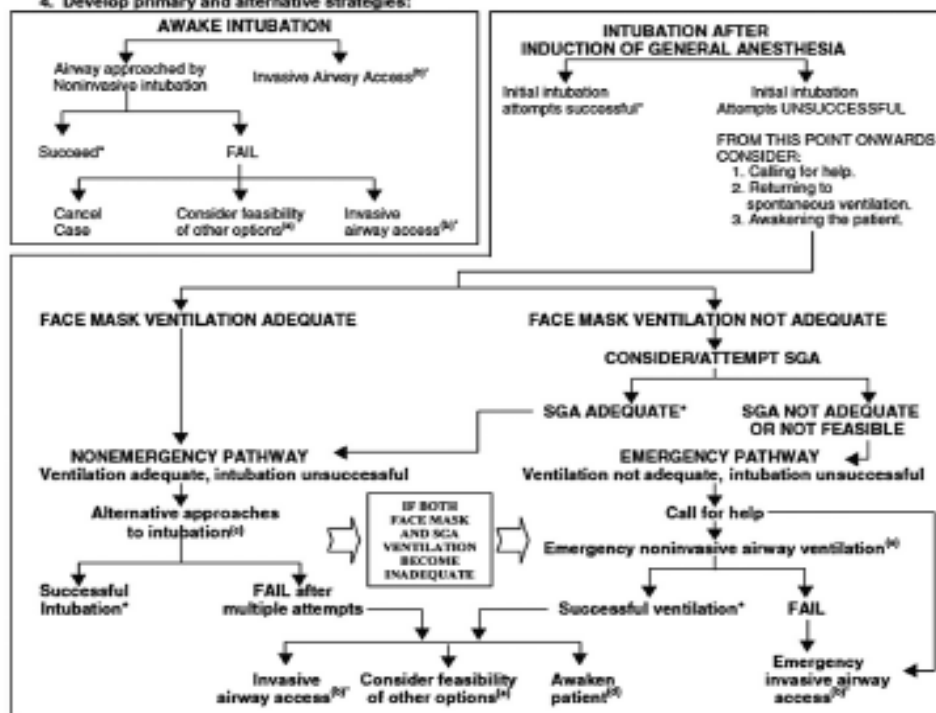 4. Develop primary and alternative strategies:
AWAKE INTUBATION
Airway approached by
Noninvasive intubation
Invasive Airway Access(b)*
Succeed*
FAIL
Cancel
Case
Consider feasibility
of other options(a)
Invasive
airway access(b)*
INTUBATION AFTER
INDUCTION OF GENERAL ANESTHESIA
Initial intubation
attempts successful*
Initial intubation
Attempts UNSUCCESSFUL
FROM THIS POINT ONWARDS
CONSIDER:
1. Calling for help.
2. Returning to
spontaneous ventilation.
3. Awakening the patient.
FACE MASK VENTILATION ADEQUATE
FACE MASK VENTILATION NOT ADEQUATE
CONSIDER/ATTEMPT SGA
SGA ADEQUATE*
SGA NOT ADEQUATE
OR NOT FEASIBLE
NONEMERGENCY PATHWAY
Ventilation adequate, intubation unsuccessful
EMERGENCY PATHWAY
Ventilation not adequate, intubation unsuccessful
Alternative approaches
to intubation(c)
IF BOTH
FACE MASK
AND SGA
VENTILATION
BECOME
INADEQUATE
Call for help
Emergency noninvasive airway ventilation(e)
Successful
Intubation*
FAIL after
multiple attempts
Successful ventilation*
FAIL
Invasive
airway access(b)*
Consider feasibility
of other options(a)
Awaken
patient(d)
Emergency
invasive airway
access(b)*